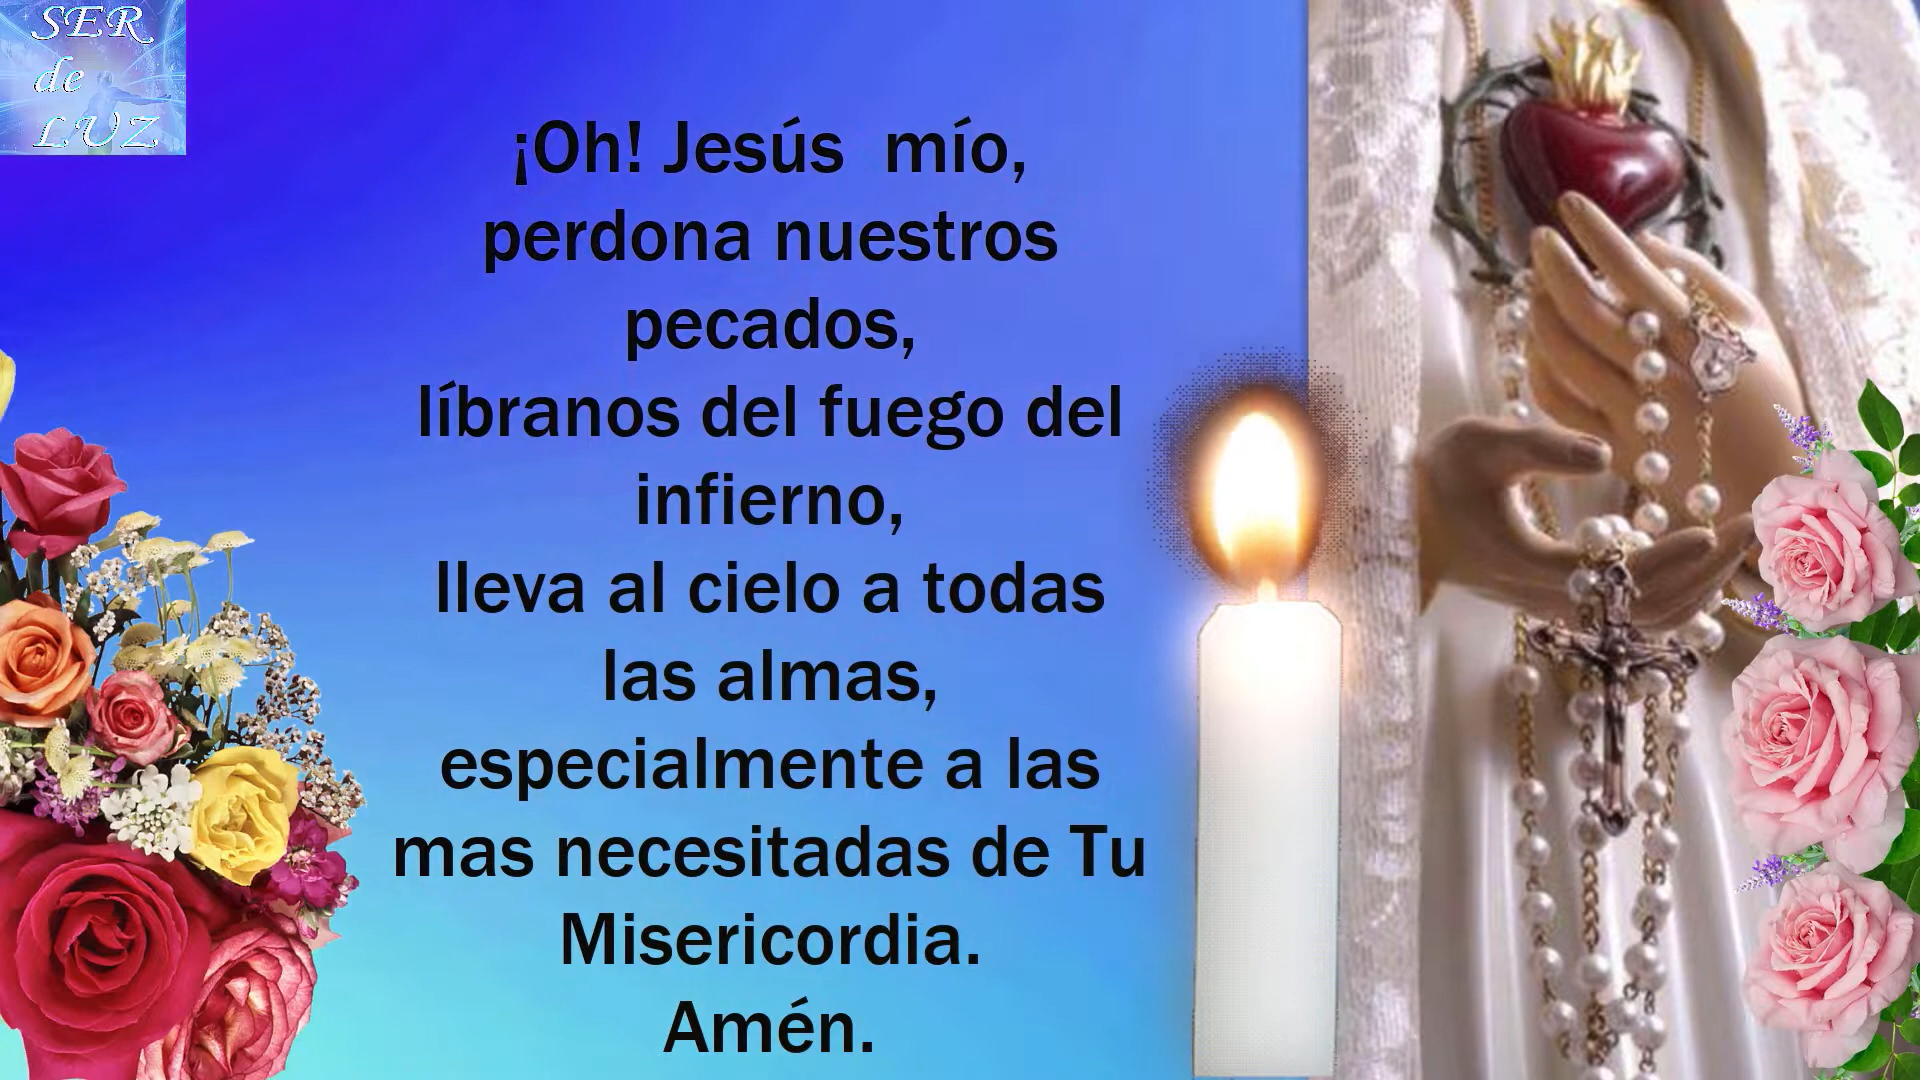 SER
de
LUZ
¡Oh! Jesús  mío,
perdona nuestros
pecados,
líbranos del fuego del
infierno,
lleva al cielo a todas
las almas,
especialmente a las
mas necesitadas de Tu
Misericordia.
Amén.